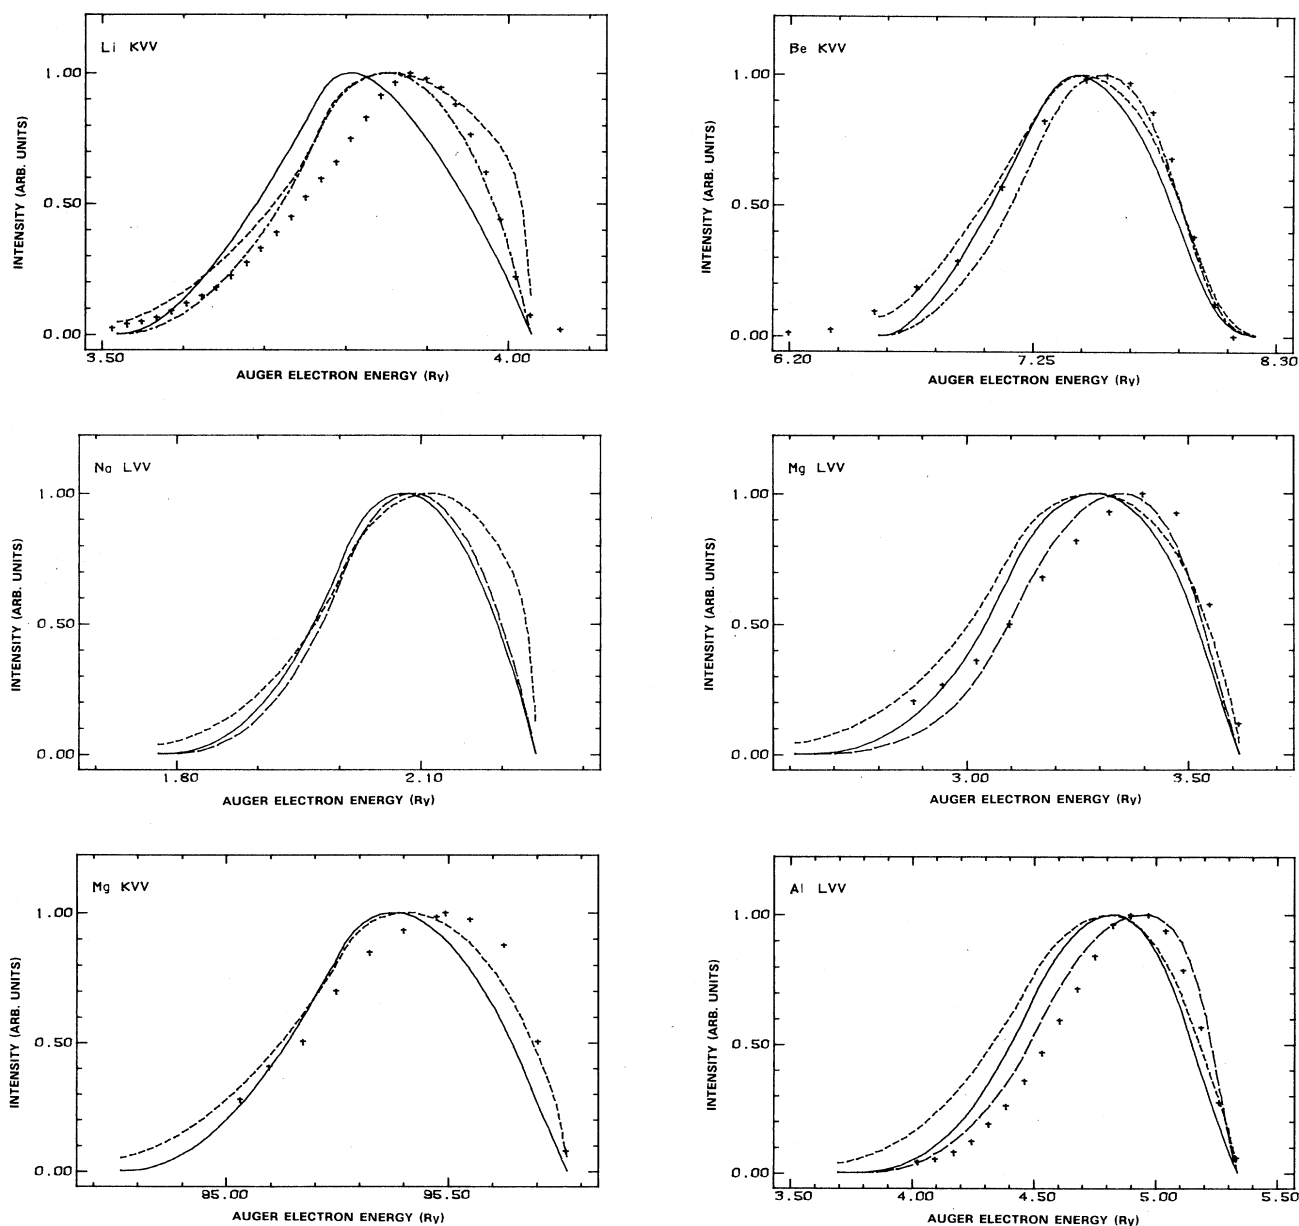 Li KVV
1.00
0.50
0.00
3.50
4.00
INTENSITY (ARB. UNITS)
AUGER ELECTRON ENERGY (Ry)
Be KVV
1.00
0.50
0.00
6.20
7.25
8.30
INTENSITY (ARB. UNITS)
AUGER ELECTRON ENERGY (Ry)
Na LVV
1.00
0.50
0.00
1.80
2.10
INTENSITY (ARB. UNITS)
AUGER ELECTRON ENERGY (Ry)
Mg LVV
1.00
0.50
0.00
3.00
3.50
INTENSITY (ARB. UNITS)
AUGER ELECTRON ENERGY (Ry)
Mg KVV
1.00
0.50
0.00
95.00
95.50
INTENSITY (ARB. UNITS)
AUGER ELECTRON ENERGY (Ry)
Al LVV
1.00
0.50
0.00
3.50
4.00
4.50
5.00
5.50
INTENSITY (ARB. UNITS)
AUGER ELECTRON ENERGY (Ry)